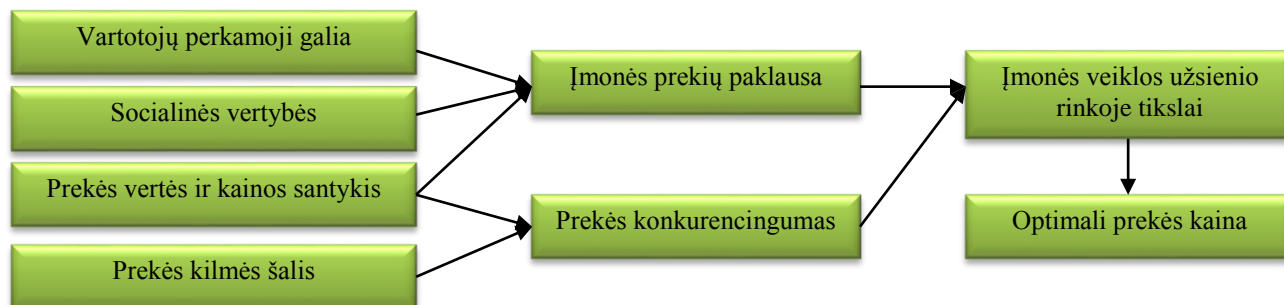 Vartotojų perkamoji galia
Socialinės vertybės
Prekės vertės ir kainos santykis
Prekės kilmės šalis
Įmonės prekių paklausa
Prekės konkurencingumas
Įmonės veiklos užsienio
rinkoje tikslai
Optimali prekės kaina